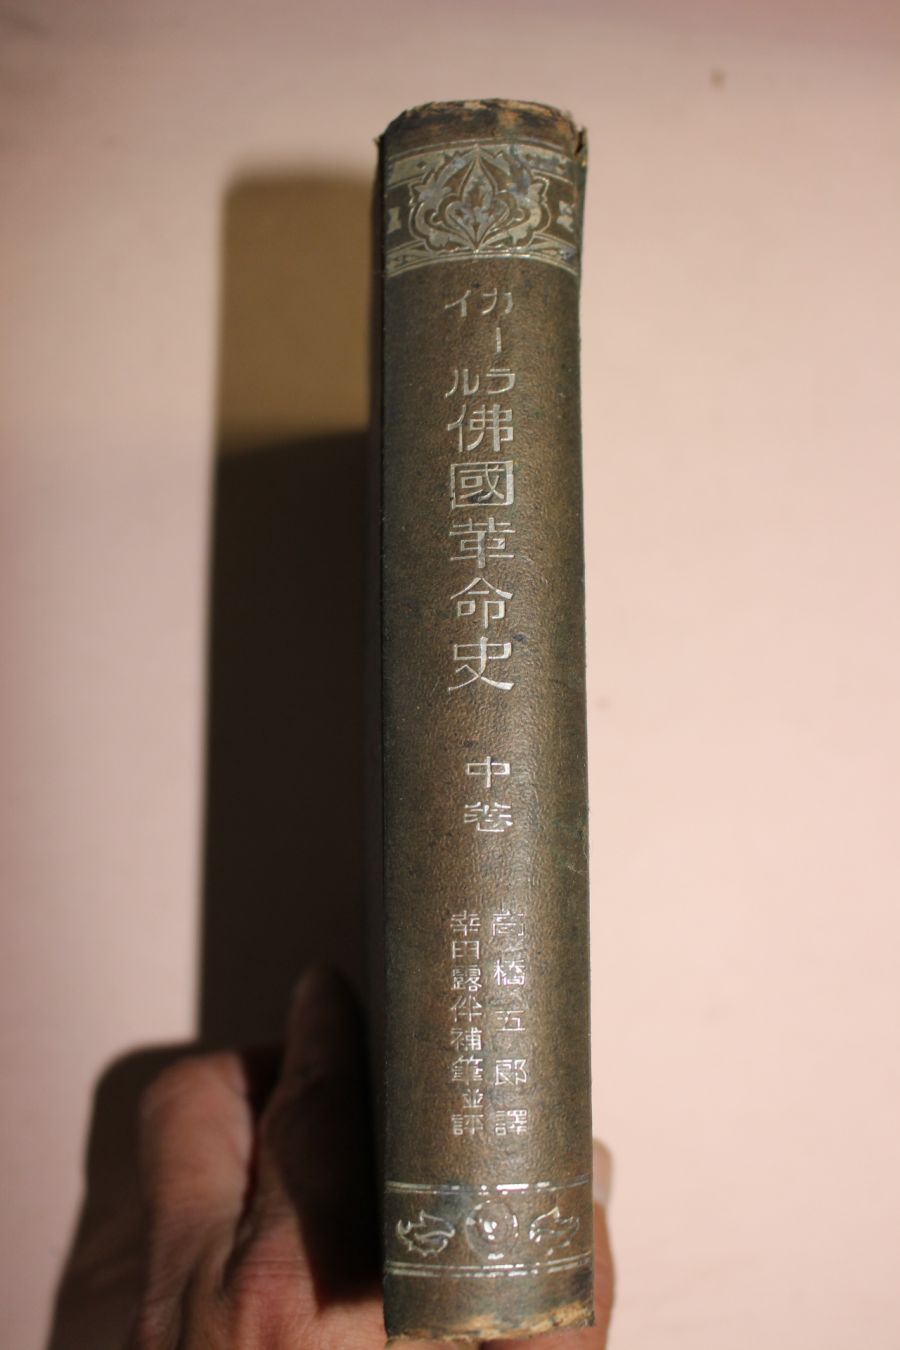 カーライル
佛國革命史
中卷
高橋五郎譯
幸田露伴補筆並評